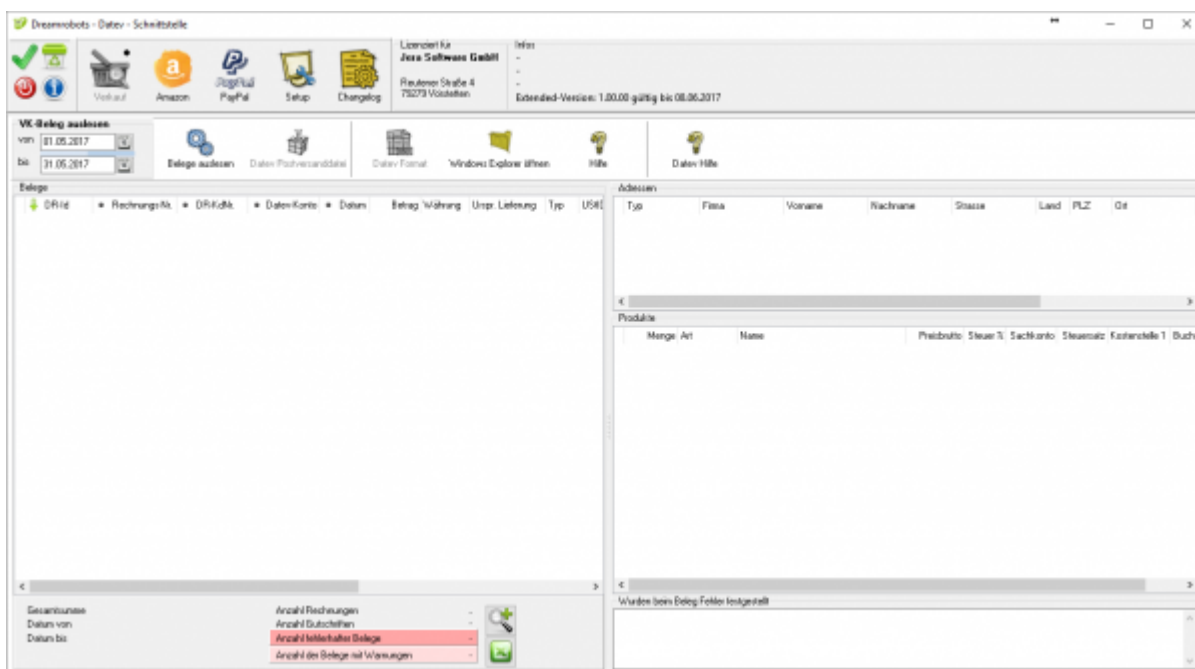 Dreamrobots - Datev - Schnittstelle
Lizenziert für
Jera Software GmbH
Reutener Straße 4
79279 Vörstetten
Infos
-
-
-
Extended-Version: 1.00.00 gültig bis 08.06.2017
Verkauf
Amazon
PayPal
PayPal
Setup
Changelog
VK-Beleg auslesen
von 01.05.2017
bis 31.05.2017
Belege auslesen
Datev Postversanddatei
Datev Format
Windows Explorer öffnen
Hilfe
Datev Hilfe
Belege
DR-Id Rechnungs-Nr. DR-KdNr. Datev-Konto Datum Betrag Währung Urspr. Lieferung Typ
Adressen
Typ Firma Vorname Nachname Strasse Land PLZ Ort
Produkte
Menge Art Name Preisbrutto Steuer % Sachkonto Steuersatz Kostenstelle 1 Buch
Gesamtsumme
Datum von
Datum bis
Anzahl Rechnungen -
Anzahl Gutschriften -
Anzahl fehlerhafter Belege -
Anzahl der Belege mit Warnungen -
Wurden beim Beleg Fehler festgestellt